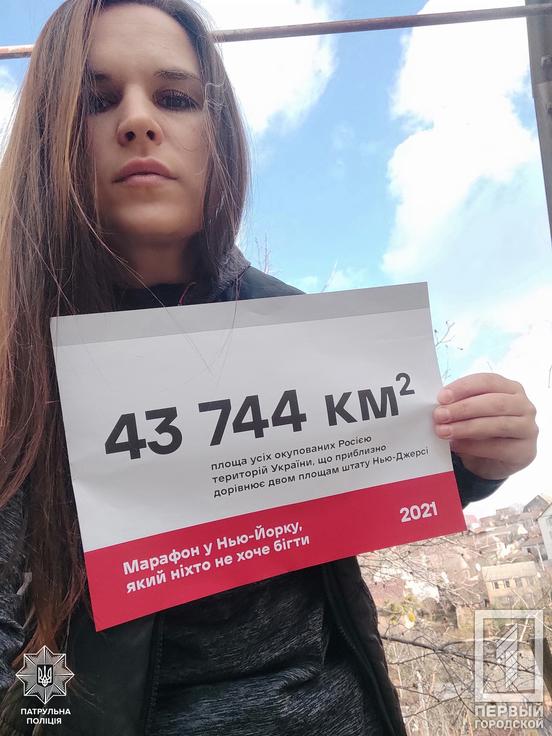 43 744 км²
площа усіх окупованих Росією
територій України, що приблизно
дорівнює двом площам штату Нью-Джерсі
Марафон у Нью-Йорку,
який ніхто не хоче бігти
2021
ПАТРУЛЬНА
ПОЛІЦІЯ
1
ПЕРВЫЙ
ГОРОДСКОЙ